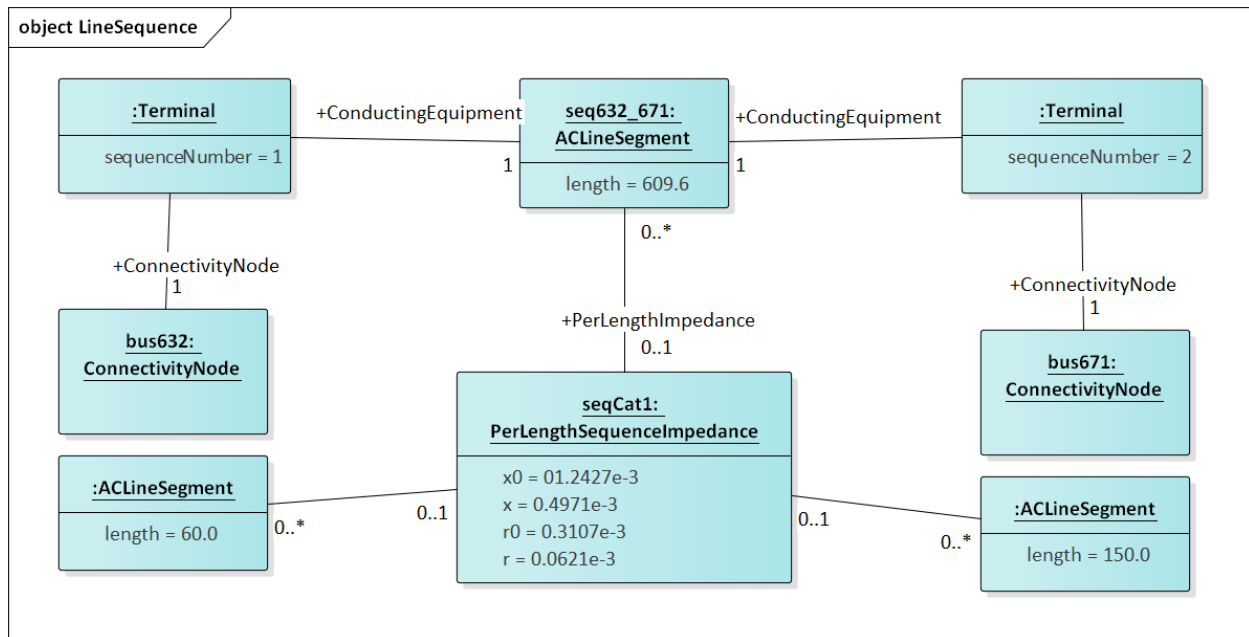 object LineSequence
:Terminal
sequenceNumber = 1
+ConductingEquipment
1
seq632_671:
ACLineSegment
length = 609.6
+ConductingEquipment
1
:Terminal
sequenceNumber = 2
0..*
+ConnectivityNode
1
+ConnectivityNode
1
bus632:
ConnectivityNode
+PerLengthImpedance
0..1
bus671:
ConnectivityNode
seqCat1:
PerLengthSequenceImpedance
x0 = 01.2427e-3
x = 0.4971e-3
r0 = 0.3107e-3
r = 0.0621e-3
:ACLineSegment
length = 60.0
0..*
0..1
0..1
0..*
:ACLineSegment
length = 150.0